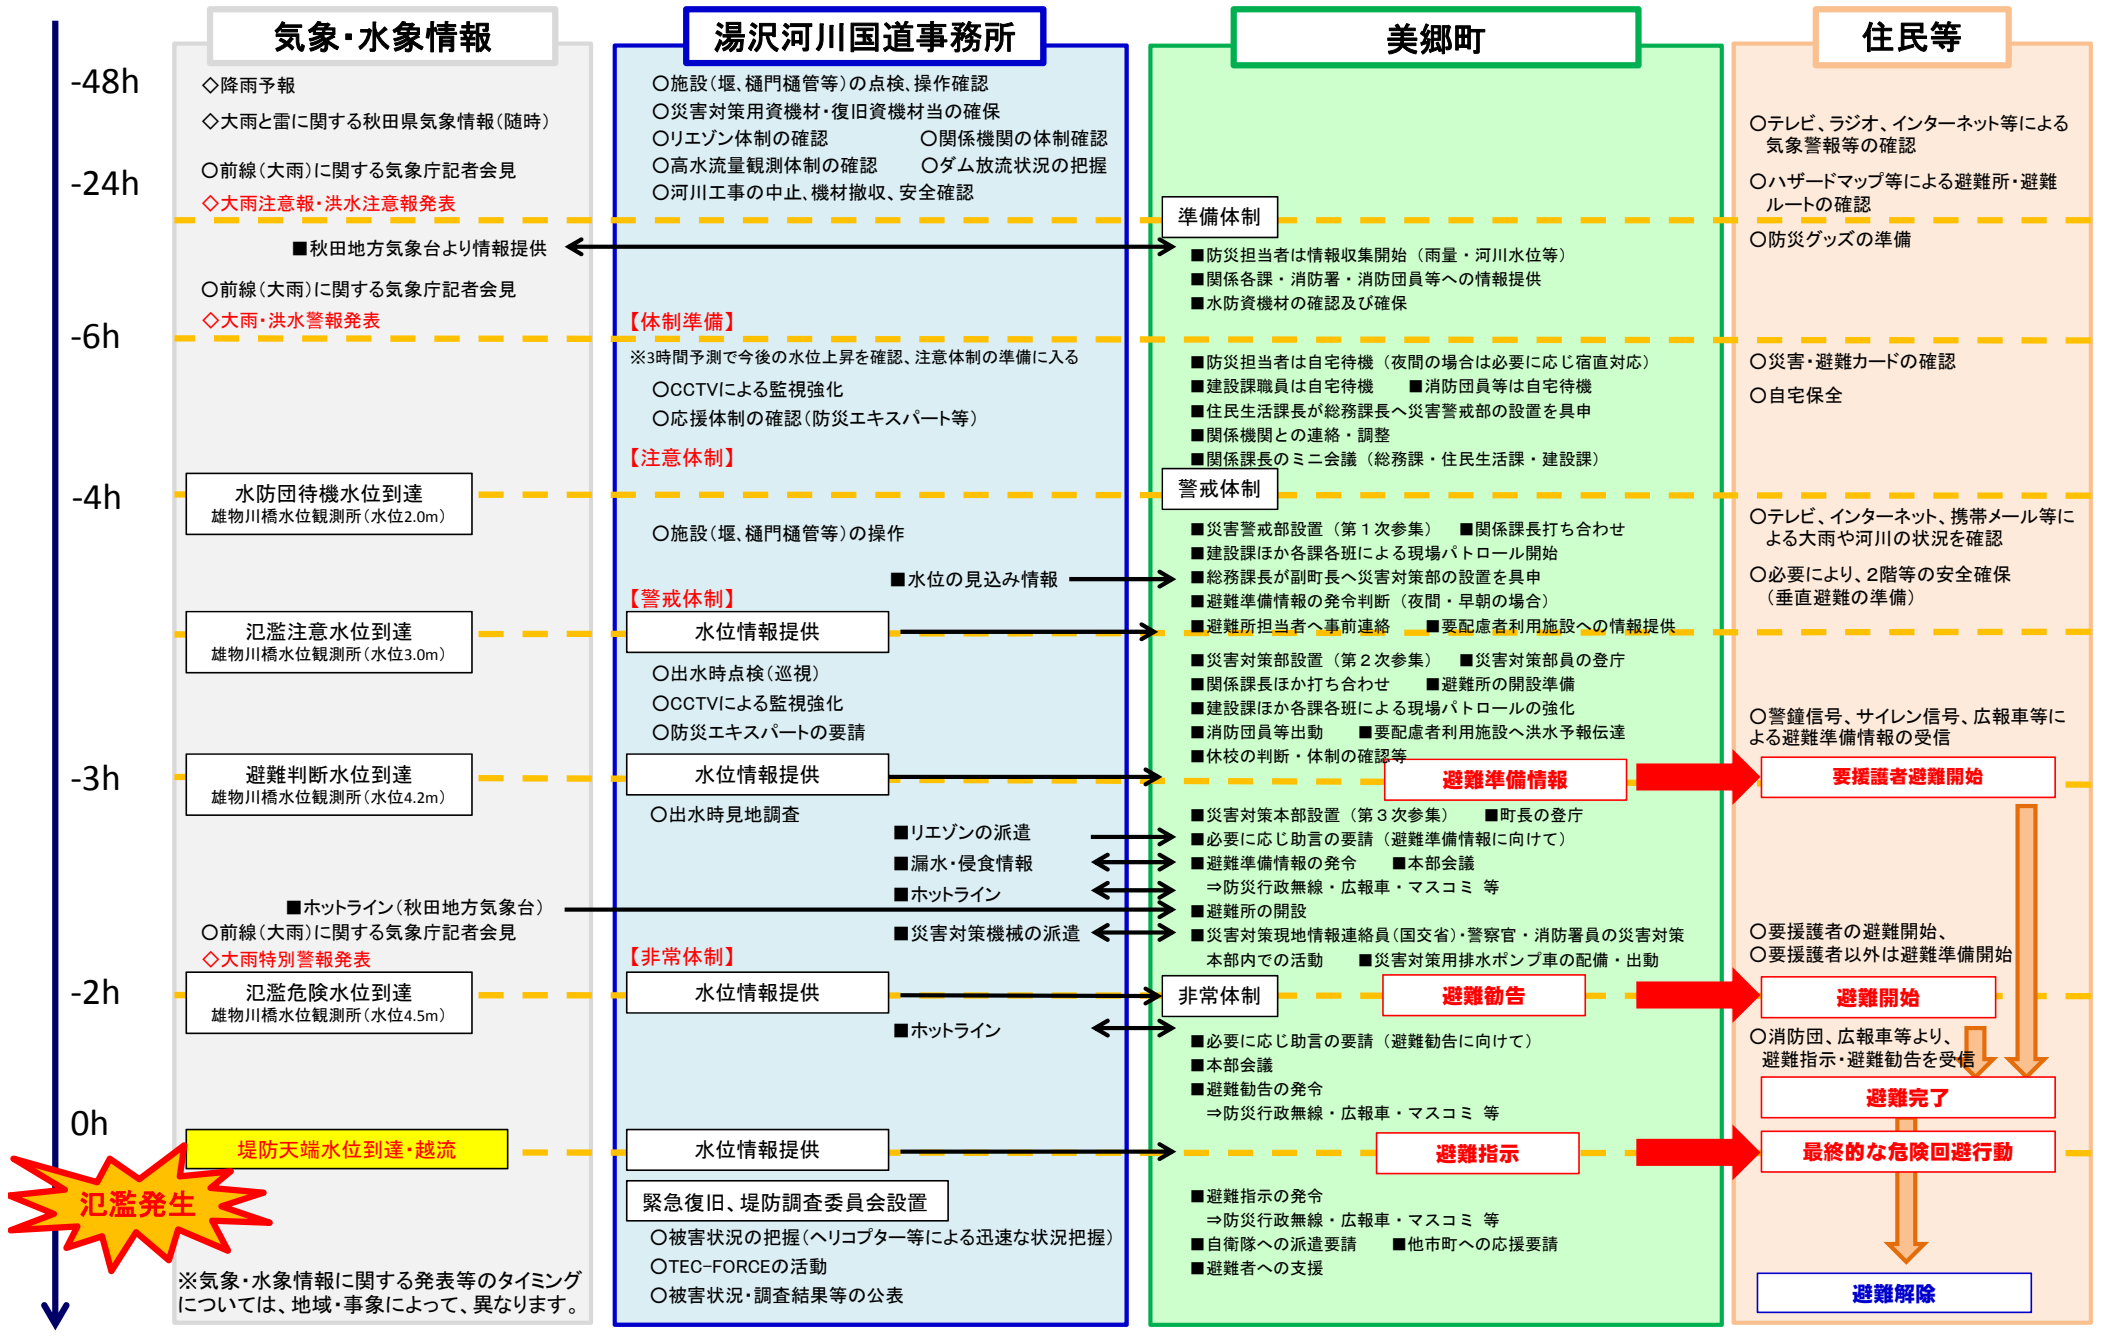 気象・水象情報
湯沢河川国道事務所
美郷町
住民等
-48h
-24h
-6h
-4h
-3h
-2h
0h
氾濫発生
◇降雨予報
◇大雨と雷に関する秋田県気象情報(随時)
○前線(大雨)に関する気象庁記者会見
◇大雨注意報・洪水注意報発表
■秋田地方気象台より情報提供
○前線(大雨)に関する気象庁記者会見
◇大雨・洪水警報発表
水防団待機水位到達
雄物川橋水位観測所(水位2.0m)
氾濫注意水位到達
雄物川橋水位観測所(水位3.0m)
避難判断水位到達
雄物川橋水位観測所(水位4.2m)
■ホットライン(秋田地方気象台)
○前線(大雨)に関する気象庁記者会見
◇大雨特別警報発表
氾濫危険水位到達
雄物川橋水位観測所(水位4.5m)
堤防天端水位到達・越流
※気象・水象情報に関する発表等のタイミング
については、地域・事象によって、異なります。
○施設(堰、樋門樋管等)の点検、操作確認
○災害対策用資機材・復旧資機材当の確保
○リエゾン体制の確認 ○関係機関の体制確認
○高水流量観測体制の確認 ○ダム放流状況の把握
○河川工事の中止、機材撤収、安全確認
【体制準備】
※3時間予測で今後の水位上昇を確認、注意体制の準備に入る
○CCTVによる監視強化
○応援体制の確認(防災エキスパート等)
【注意体制】
○施設(堰、樋門樋管等)の操作
■水位の見込み情報
【警戒体制】
水位情報提供
○出水時点検(巡視)
○CCTVによる監視強化
○防災エキスパートの要請
水位情報提供
○出水時見地調査
■リエゾンの派遣
■漏水・侵食情報
■ホットライン
■災害対策機械の派遣
【非常体制】
水位情報提供
■ホットライン
水位情報提供
緊急復旧、堤防調査委員会設置
○被害状況の把握(ヘリコプター等による迅速な状況把握)
○TEC-FORCEの活動
○被害状況・調査結果等の公表
準備体制
■防災担当者は情報収集開始(雨量・河川水位等)
■関係各課・消防署・消防団員等への情報提供
■水防資機材の確認及び確保
■防災担当者は自宅待機(夜間の場合は必要に応じ宿直対応)
■建設課職員は自宅待機 ■消防団員等は自宅待機
■住民生活課長が総務課長へ災害警戒部の設置を具申
■関係機関との連絡・調整
■関係課長のミニ会議(総務課・住民生活課・建設課)
警戒体制
■災害警戒部設置(第1次参集) ■関係課長打ち合わせ
■建設課ほか各課各班による現場パトロール開始
■総務課長が副町長へ災害対策部の設置を具申
■避難準備情報の発令判断(夜間・早朝の場合)
■避難所担当者へ事前連絡 ■要配慮者利用施設への情報提供
■災害対策部設置(第2次参集) ■災害対策部員の登庁
■関係課長ほか打ち合わせ ■避難所の開設準備
■建設課ほか各課各班による現場パトロールの強化
■消防団員等出動 ■要配慮者利用施設へ洪水予報伝達
■休校の判断・体制の確認等
避難準備情報
■災害対策本部設置(第3次参集) ■町長の登庁
■必要に応じ助言の要請(避難準備情報に向けて)
■避難準備情報の発令 ■本部会議
⇒防災行政無線・広報車・マスコミ 等
■避難所の開設
■災害対策現地情報連絡員(国交省)・警察官・消防署員の災害対策
本部内での活動 ■災害対策用排水ポンプ車の配備・出動
非常体制
避難勧告
■必要に応じ助言の要請(避難勧告に向けて)
■本部会議
■避難勧告の発令
⇒防災行政無線・広報車・マスコミ 等
避難指示
■避難指示の発令
⇒防災行政無線・広報車・マスコミ 等
■自衛隊への派遣要請 ■他市町への応援要請
■避難者への支援
○テレビ、ラジオ、インターネット等による
気象警報等の確認
○ハザードマップ等による避難所・避難
ルートの確認
○防災グッズの準備
○災害・避難カードの確認
○自宅保全
○テレビ、インターネット、携帯メール等に
よる大雨や河川の状況を確認
○必要により、2階等の安全確保
(垂直避難の準備)
○警鐘信号、サイレン信号、広報車等に
よる避難準備情報の受信
要援護者避難開始
○要援護者の避難開始、
○要援護者以外は避難準備開始
避難開始
○消防団、広報車等より、
避難指示・避難勧告を受信
避難完了
最終的な危険回避行動
避難解除